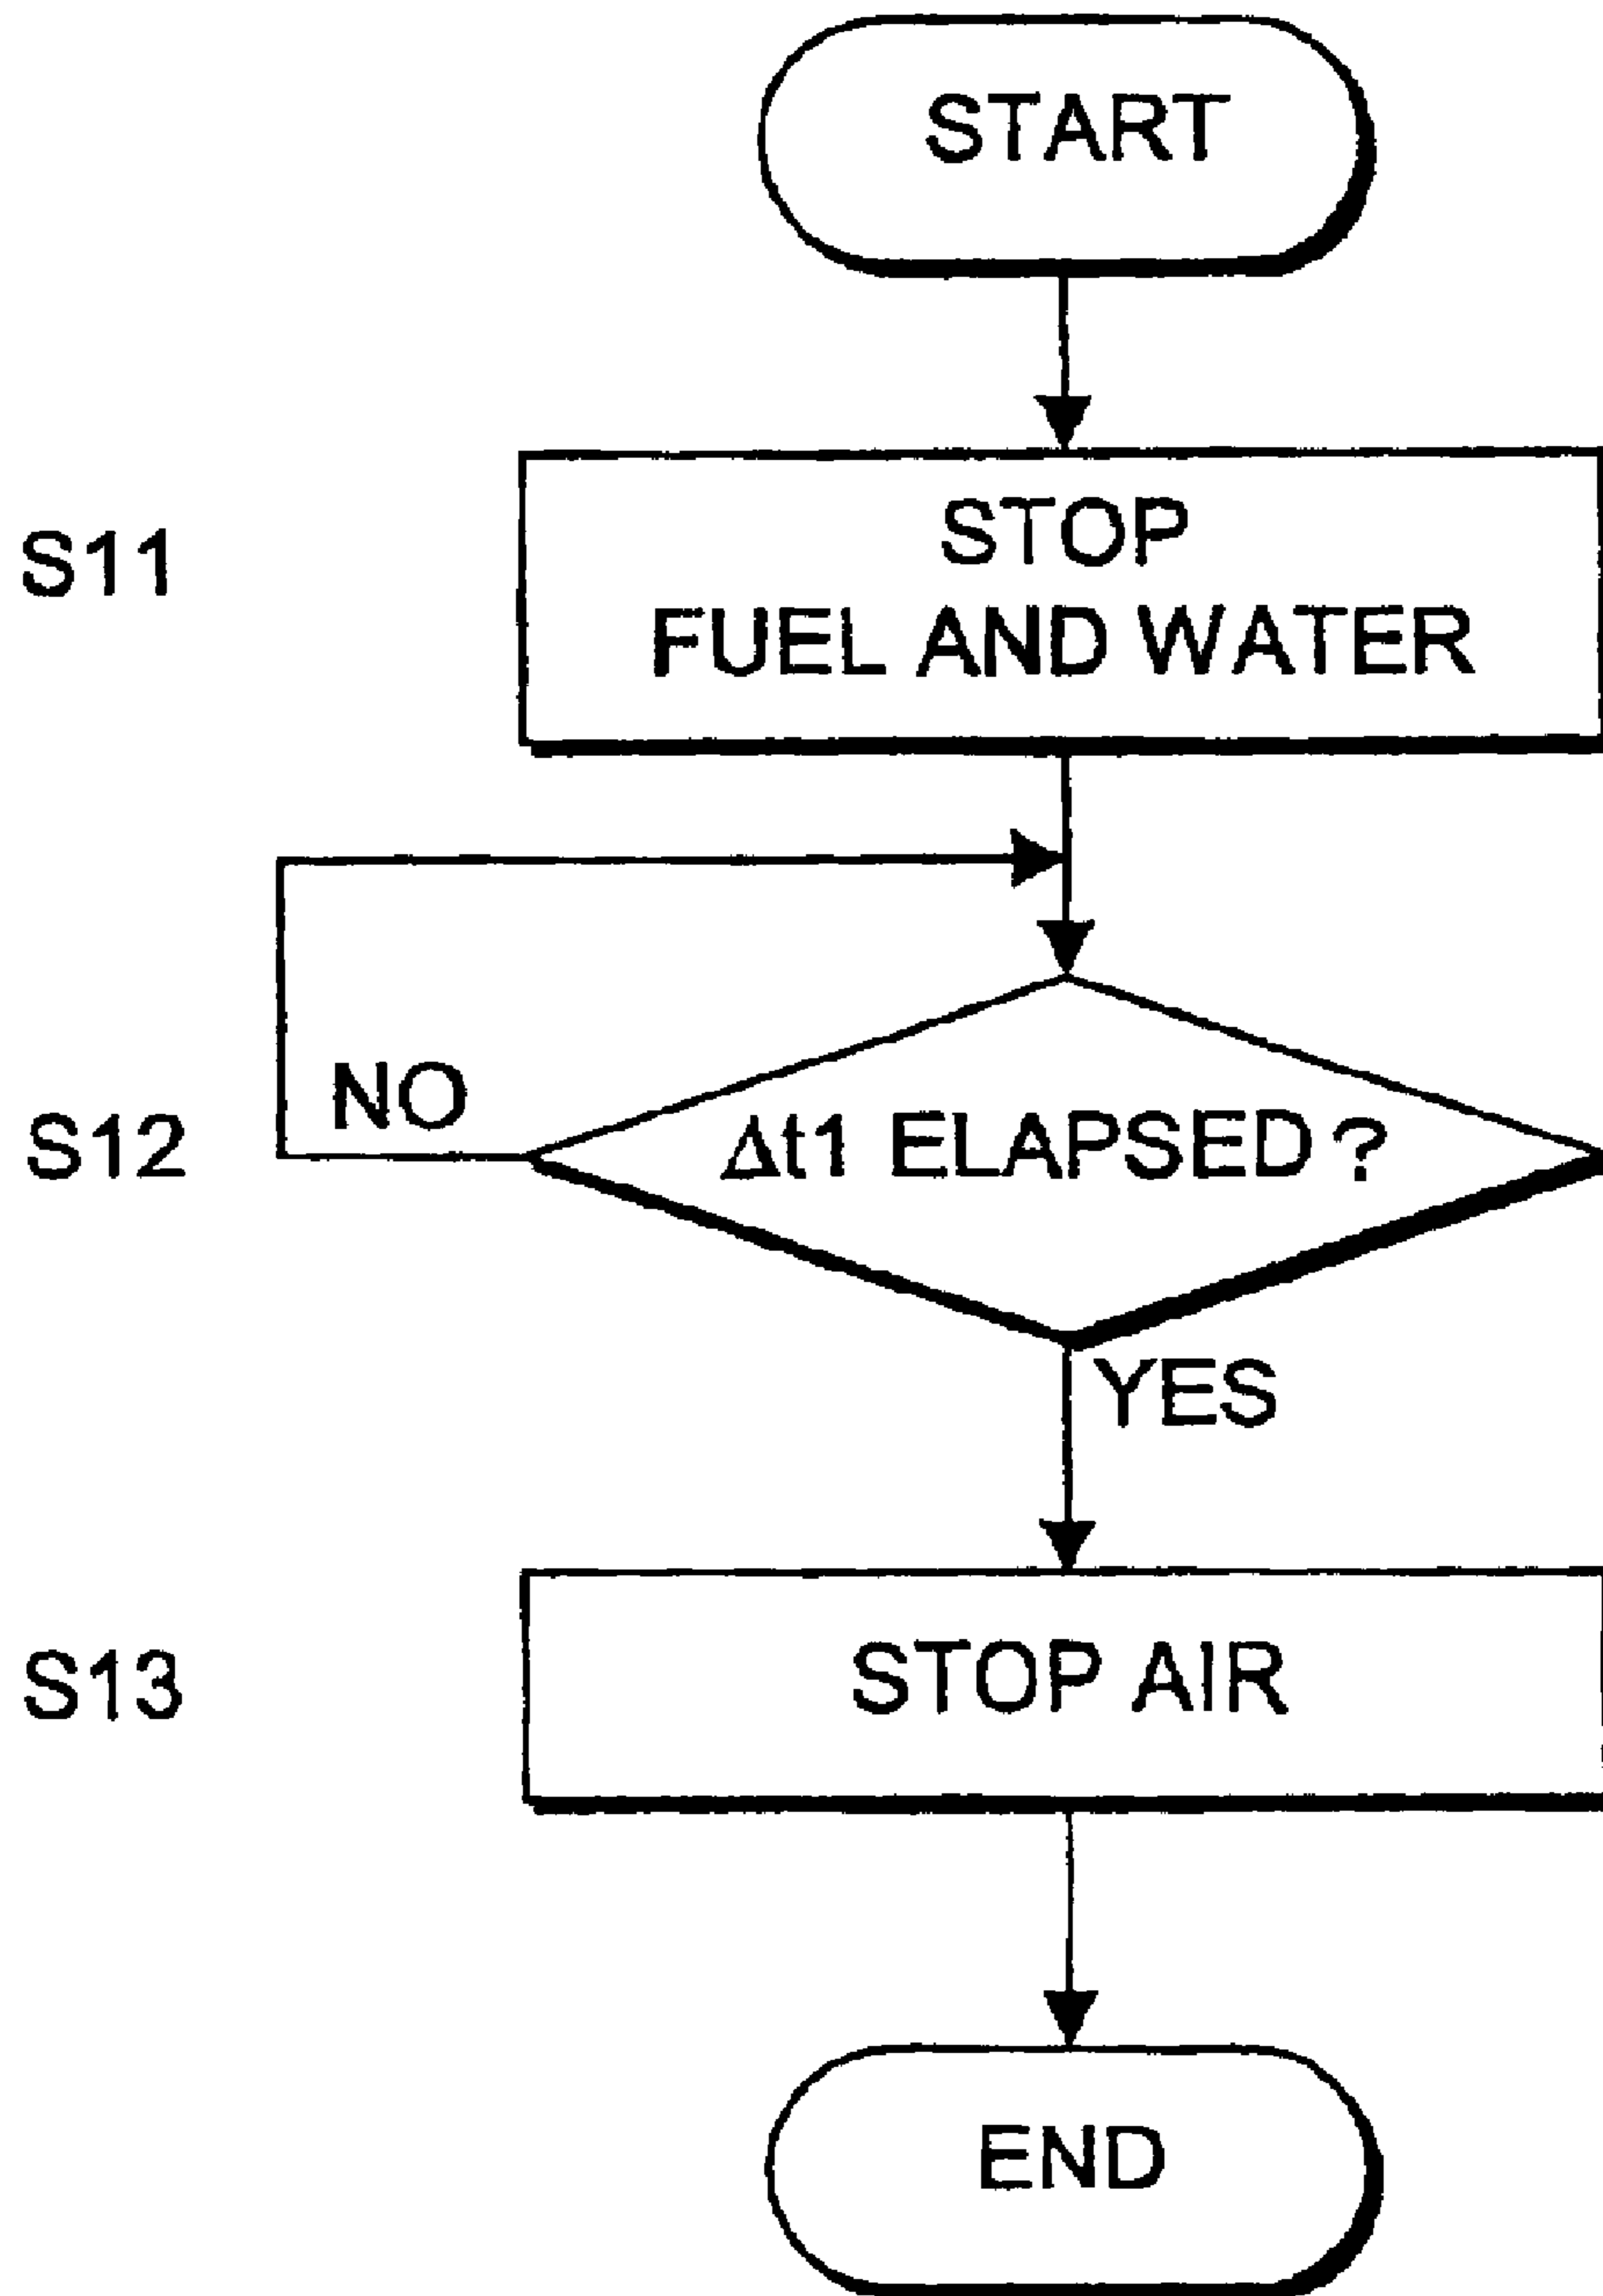 START
S11
STOP
FUEL AND WATER
NO
S12
Δt1 ELAPSED ?
YES
S13
STOP AIR
END